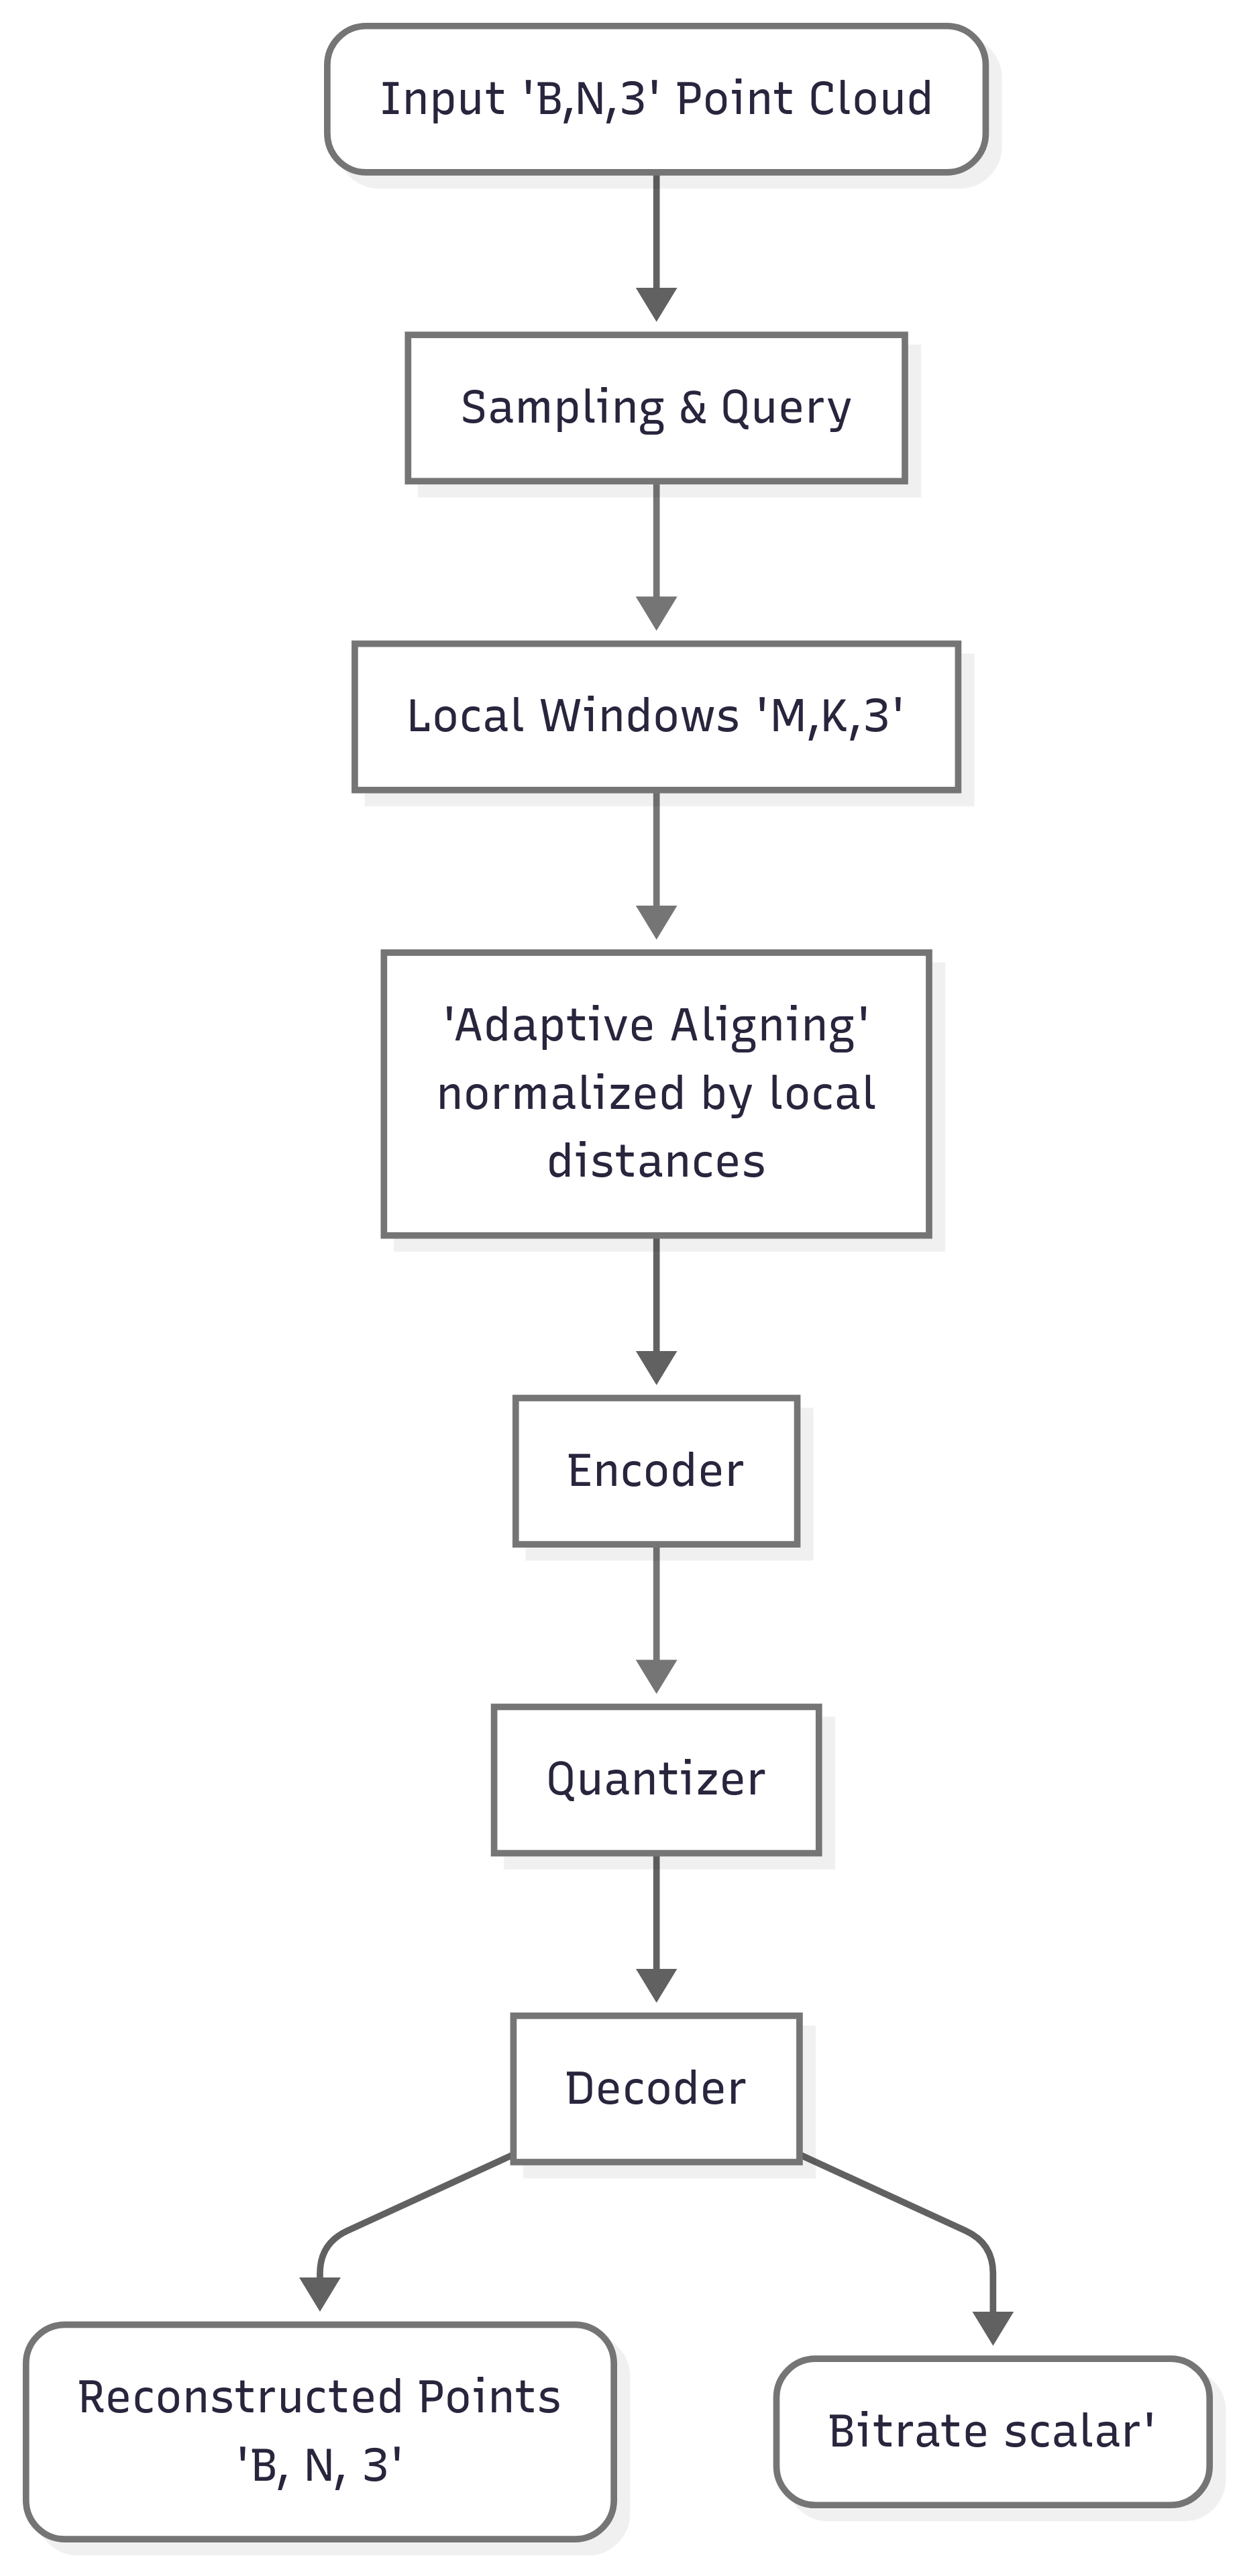 Input 'B,N,3' Point Cloud
Sampling & Query
Local Windows 'M,K,3'
'Adaptive Aligning'
normalized by local
distances
Encoder
Quantizer
Decoder
Reconstructed Points
'B, N, 3'
Bitrate scalar'